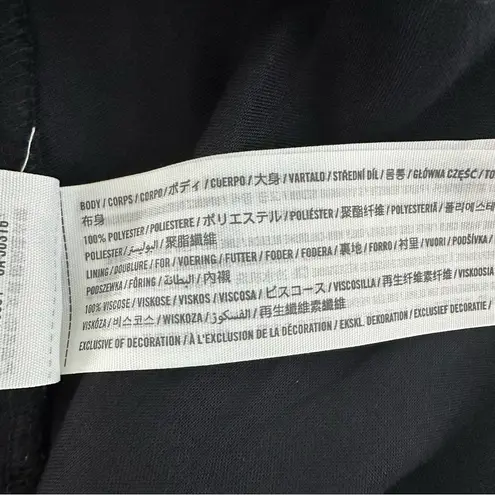 BODY / CORPS / CORPO / ボディ / CUERPO / 大身 / VARTALO / STŘEDNÍ DÍL / 몸통 / GŁÓWNA CZĘŚĆ /
布身
100% POLYESTER / POLIESTERE / ポリエステル / POLIÉSTER / 聚酯纤维 / POLYESTERIÄ / 폴리에스테
POLIESTER / البوليستر / 聚脂纖維
LINING / DOUBLURE / FOR / VOERING / FUTTER / FODER / FODERA / 裏地 / FORRO / 衬里 / VUORI / PODŠÍVKA /
PODSZEWKA / FÖRING / البطانة / 內襯
100% VISCOSE / VISKOSE / VISKOS / VISCOSA / ビスコース / VISCOSILLA / 再生纤维素纤维 / VISKOOSIA
VISKÓZA / 비스코스 / WISKOZA / الفسكوز / 再生纖維素纖維
EXCLUSIVE OF DECORATION / À L'EXCLUSION DE LA DÉCORATION / EKSKL. DEKORATION / EXCLUSIEF DECORATIE /